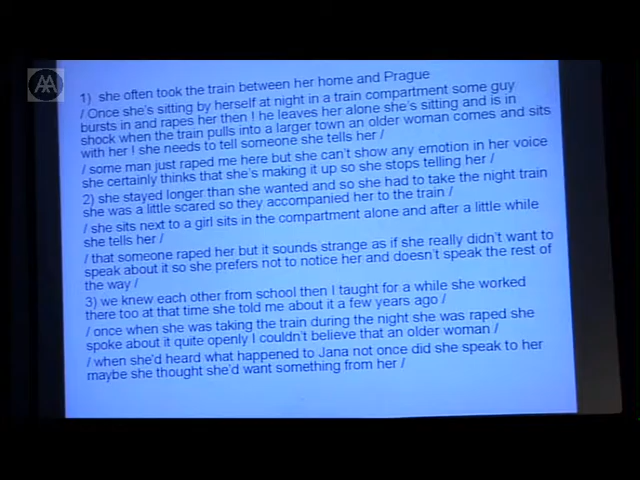 AA
1) she often took the train between her home and Prague
/ Once she's sitting by herself at night in a train compartment some guy
bursts in and rapes her then ! he leaves her alone she's sitting and is in
shock when the train pulls into a larger town an older woman comes and sits
with her ! she needs to tell someone she tells her /
/ some man just raped me here but she can't show any emotion in her voice
she certainly thinks that she's making it up so she stops telling her /
2) she stayed longer than she wanted and so she had to take the night train
she was a little scared so they accompanied her to the train /
/ she sits next to a girl sits in the compartment alone and after a little while
she tells her /
/ that someone raped her but it sounds strange as if she really didn't want to
speak about it so she prefers not to notice her and doesn't speak the rest of
the way /
3) we knew each other from school then I taught for a while she worked
there too at that time she told me about it a few years ago /
/ once when she was taking the train during the night she was raped she
spoke about it quite openly I couldn't believe that an older woman /
/ when she'd heard what happened to Jana not once did she speak to her
maybe she thought she'd want something from her /